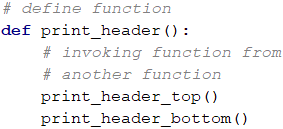 # define function
def print_header():
    # invoking function from
    # another function
    print_header_top()
    print_header_bottom()